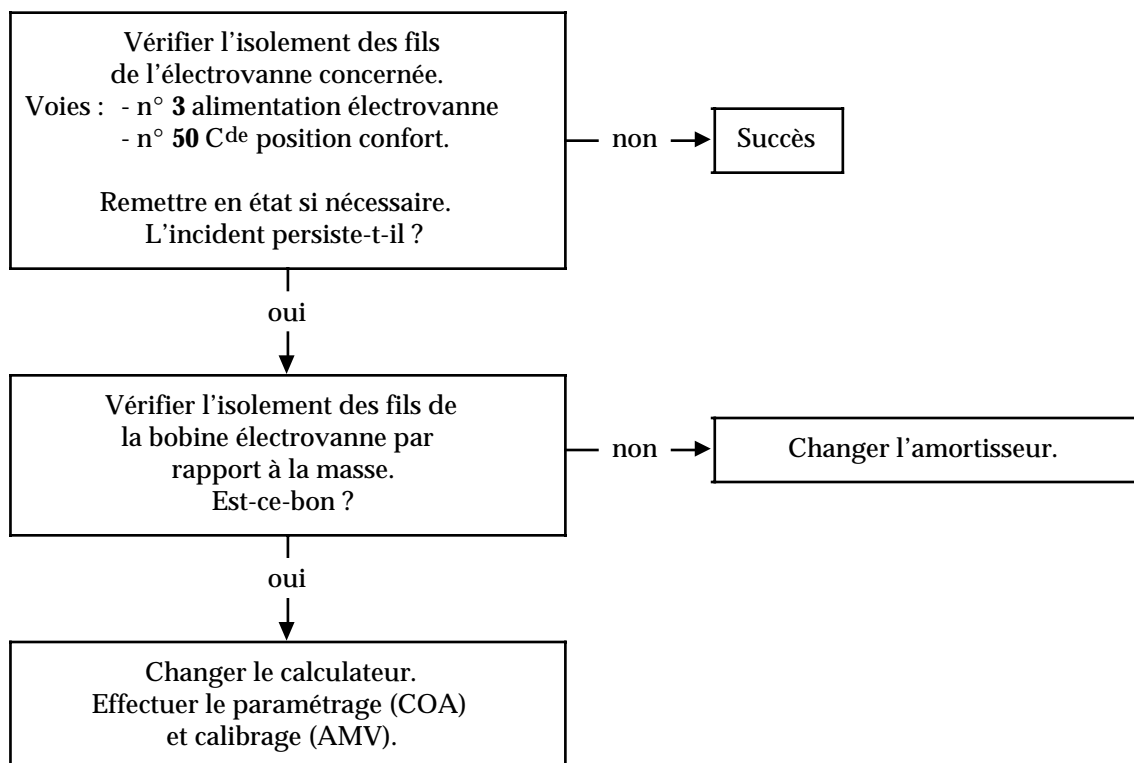 Vérifier l’isolement des fils
de l’électrovanne concernée.
Voies : - n° 3 alimentation électrovanne
- n° 50 Cde position confort.
Remettre en état si nécessaire.
L’incident persiste-t-il ?
non
Succès
oui
Vérifier l’isolement des fils de
la bobine électrovanne par
rapport à la masse.
Est-ce-bon ?
non
Changer l’amortisseur.
oui
Changer le calculateur.
Effectuer le paramétrage (COA)
et calibrage (AMV).